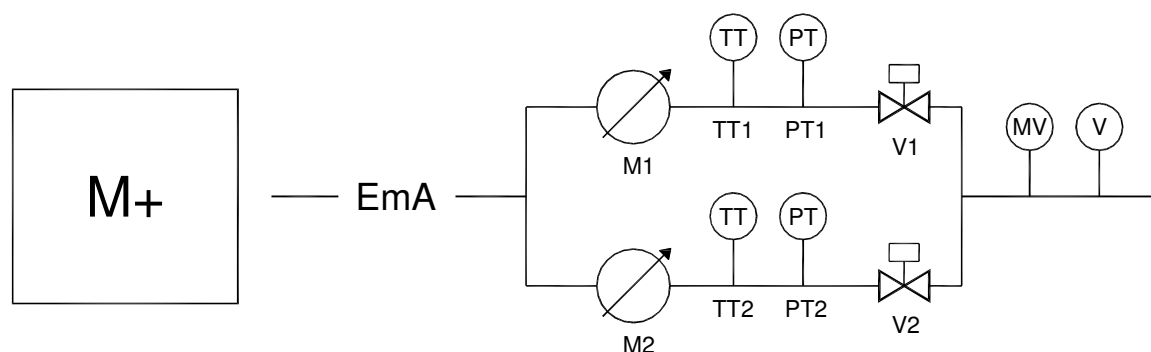 M+
EmA
TT PT
M1
TT1 PT1 V1
TT PT
M2
TT2 PT2 V2
MV V